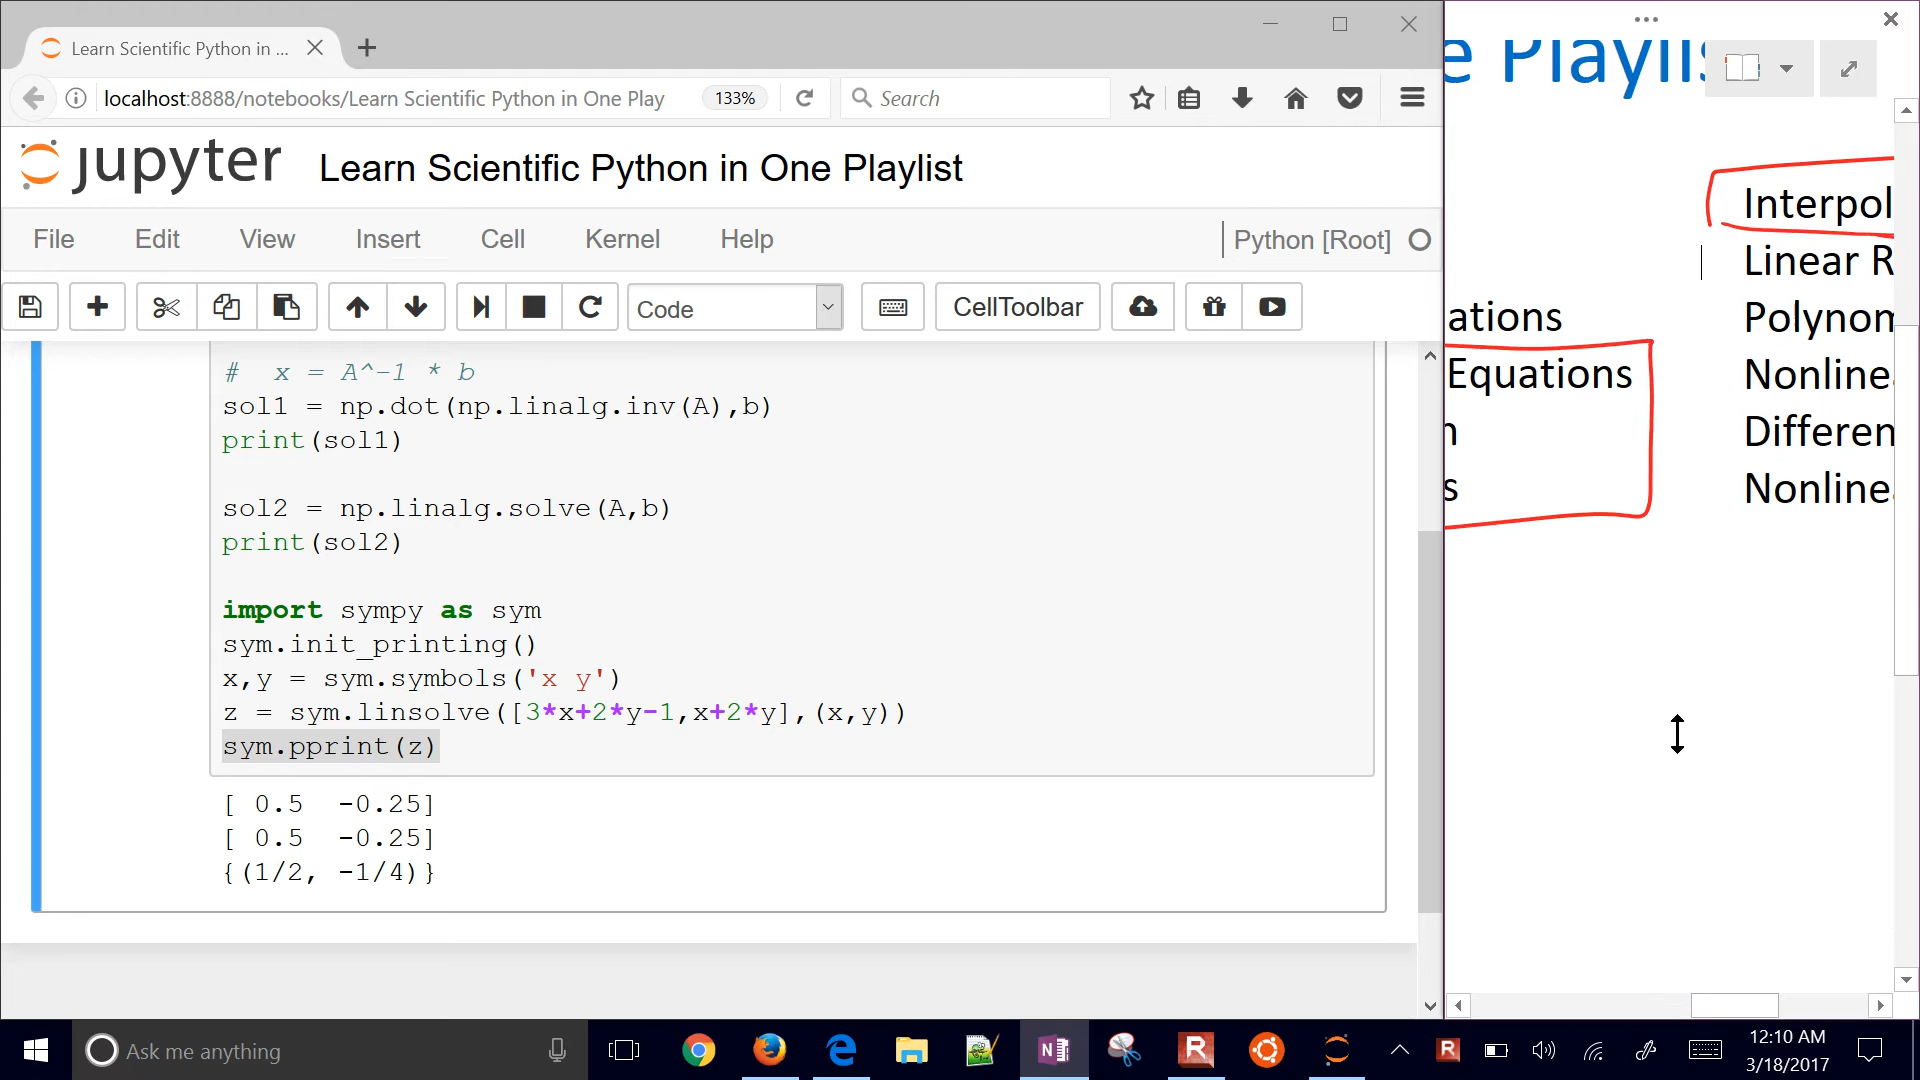 Learn Scientific Python in ...
localhost:8888/notebooks/Learn Scientific Python in One Play
133%
Search
jupyter
Learn Scientific Python in One Playlist
File Edit View Insert Cell Kernel Help
Python [Root]
Code
CellToolbar
# x = A^-1 * b
sol1 = np.dot(np.linalg.inv(A),b)
print(sol1)
sol2 = np.linalg.solve(A,b)
print(sol2)
import sympy as sym
sym.init_printing()
x,y = sym.symbols('x y')
z = sym.linsolve([3*x+2*y-1,x+2*y],(x,y))
sym.pprint(z)
[ 0.5 -0.25]
[ 0.5 -0.25]
{(1/2, -1/4)}
e Playlis
ations
Equations
s
Interpol
Linear R
Polynom
Nonlinea
Differen
Nonlinea
Ask me anything
12:10 AM
3/18/2017